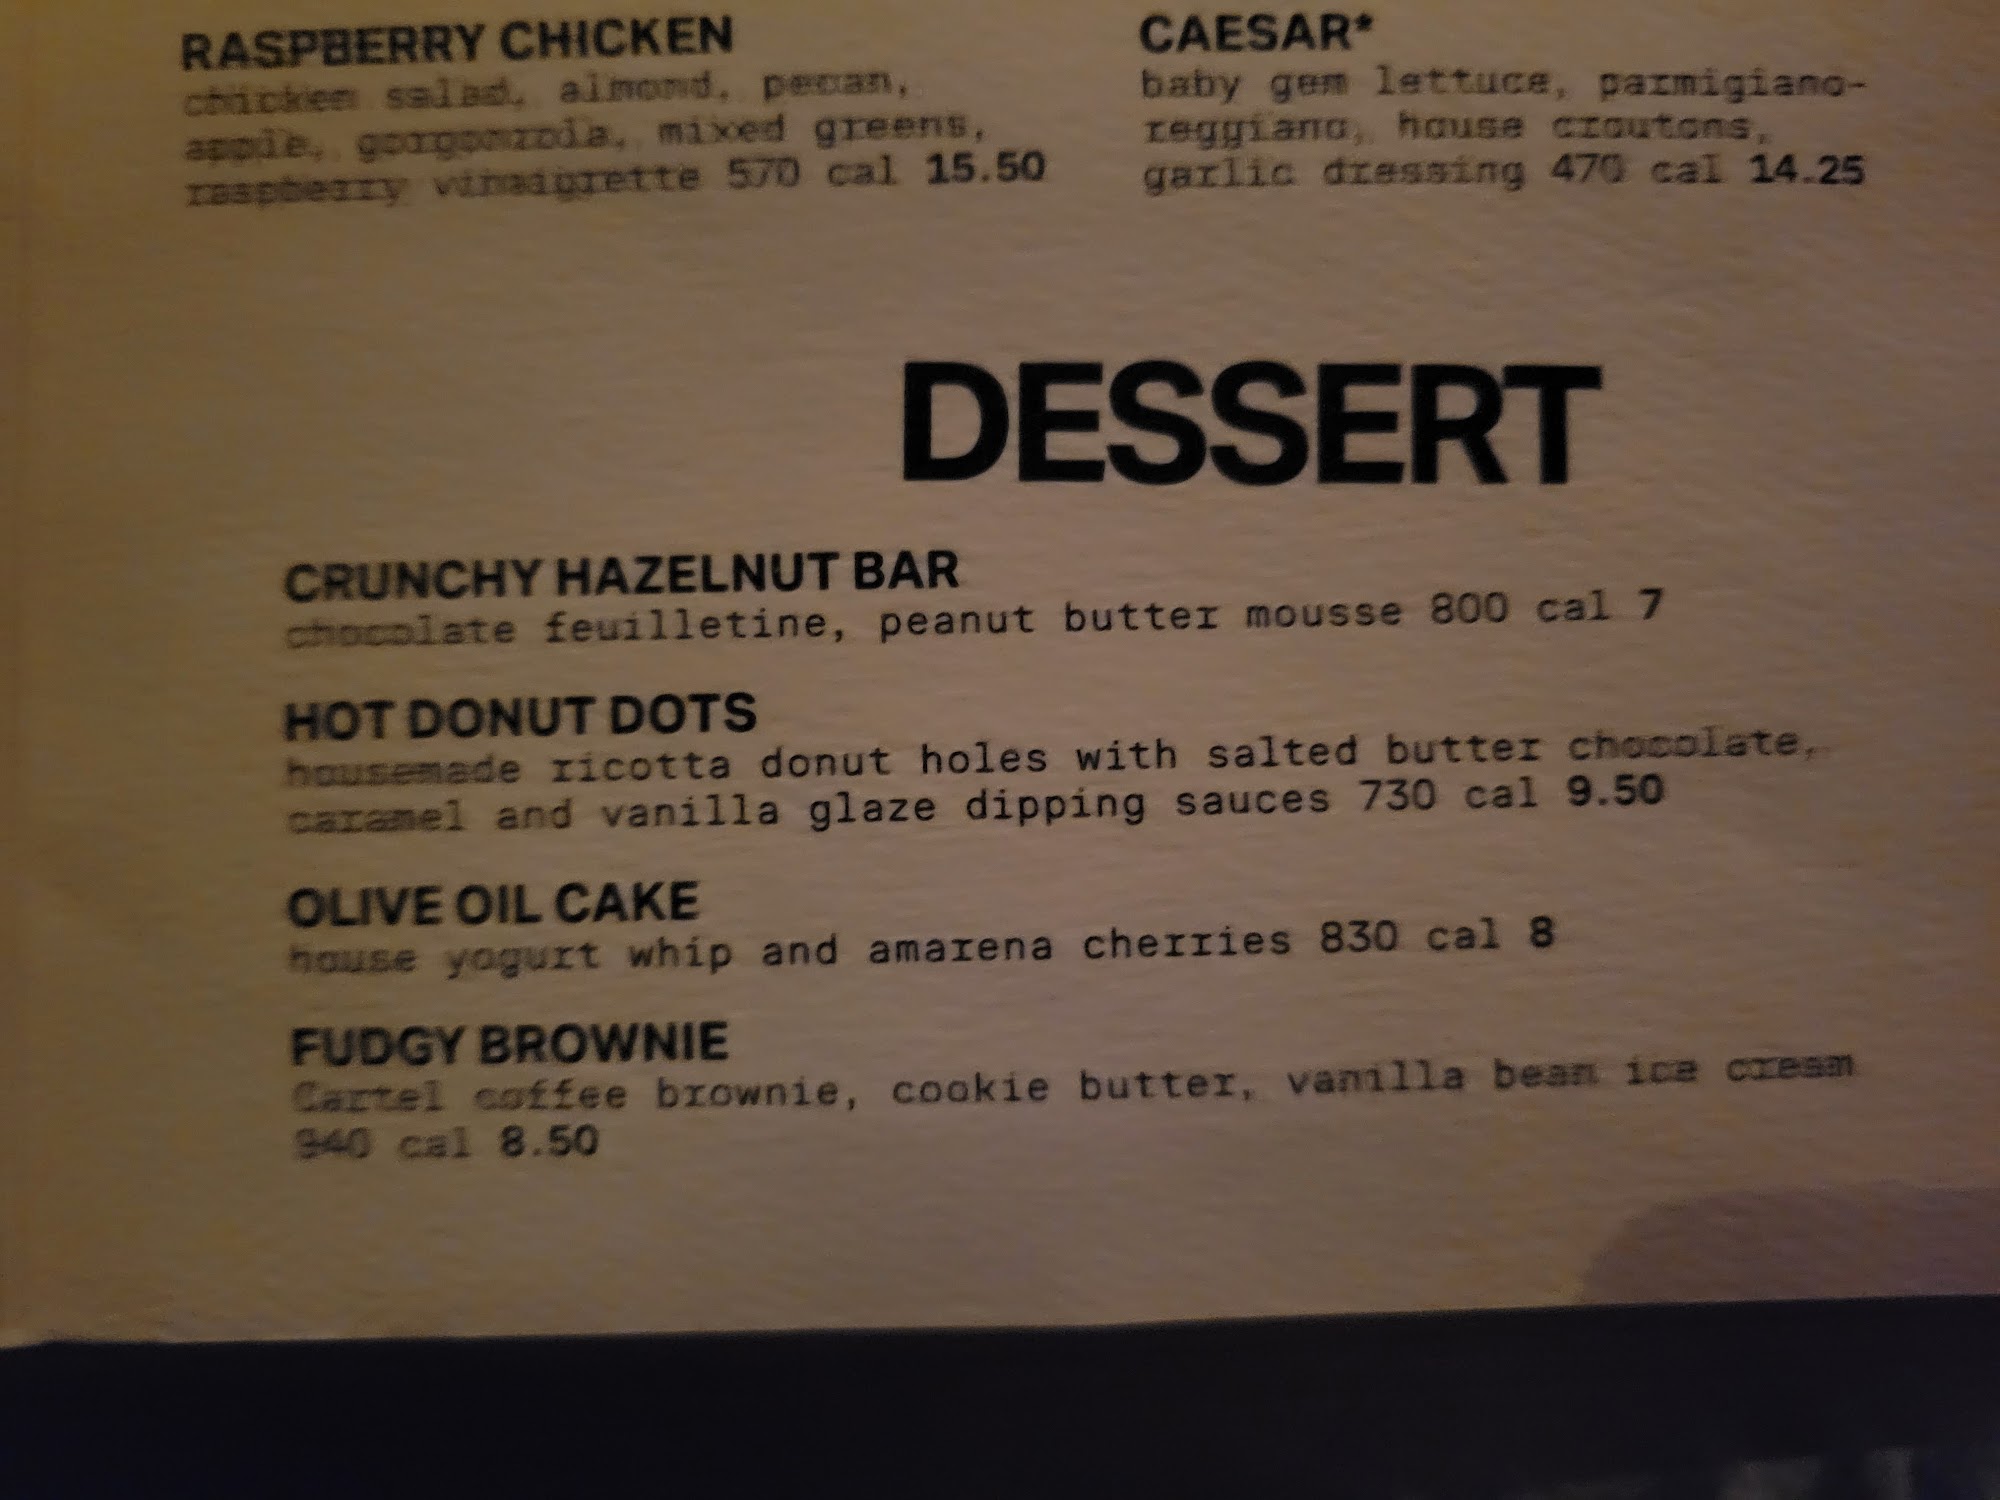 RASPBERRY CHICKEN
chicken salad, almond, pecan,
apple, gorgonzola, mixed greens,
raspberry vinaigrette 570 cal 15.50
CAESAR*
baby gem lettuce, parmigiano-
reggiano, house croutons,
garlic dressing 470 cal 14.25
DESSERT
CRUNCHY HAZELNUT BAR
chocolate feuilletine, peanut butter mousse 800 cal 7
HOT DONUT DOTS
housemade ricotta donut holes with salted butter chocolate,
caramel and vanilla glaze dipping sauces 730 cal 9.50
OLIVE OIL CAKE
house yogurt whip and amarena cherries 830 cal 8
FUDGY BROWNIE
Cartel coffee brownie, cookie butter, vanilla bean ice cream
940 cal 8.50